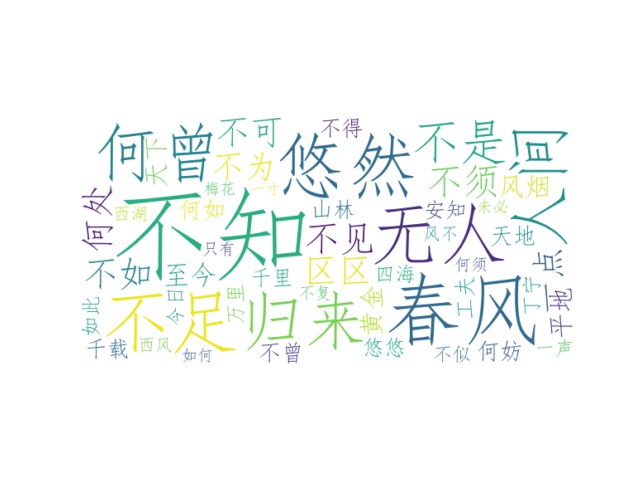 何曾
不可
悠然
不得
不是
人间
天下
不为
不须
风烟
何处
西湖
梅花
一寸
何如
山林
安知
未必
不知
只有
不见
无人
风不
天地
不如
至今
千里
区区
四海
何须
点
如此
今日
不足
万里
归来
不复
黄金
春风
工夫
丁宁
平地
千载
西风
如何
不曾
悠悠
不似
何妨
一声